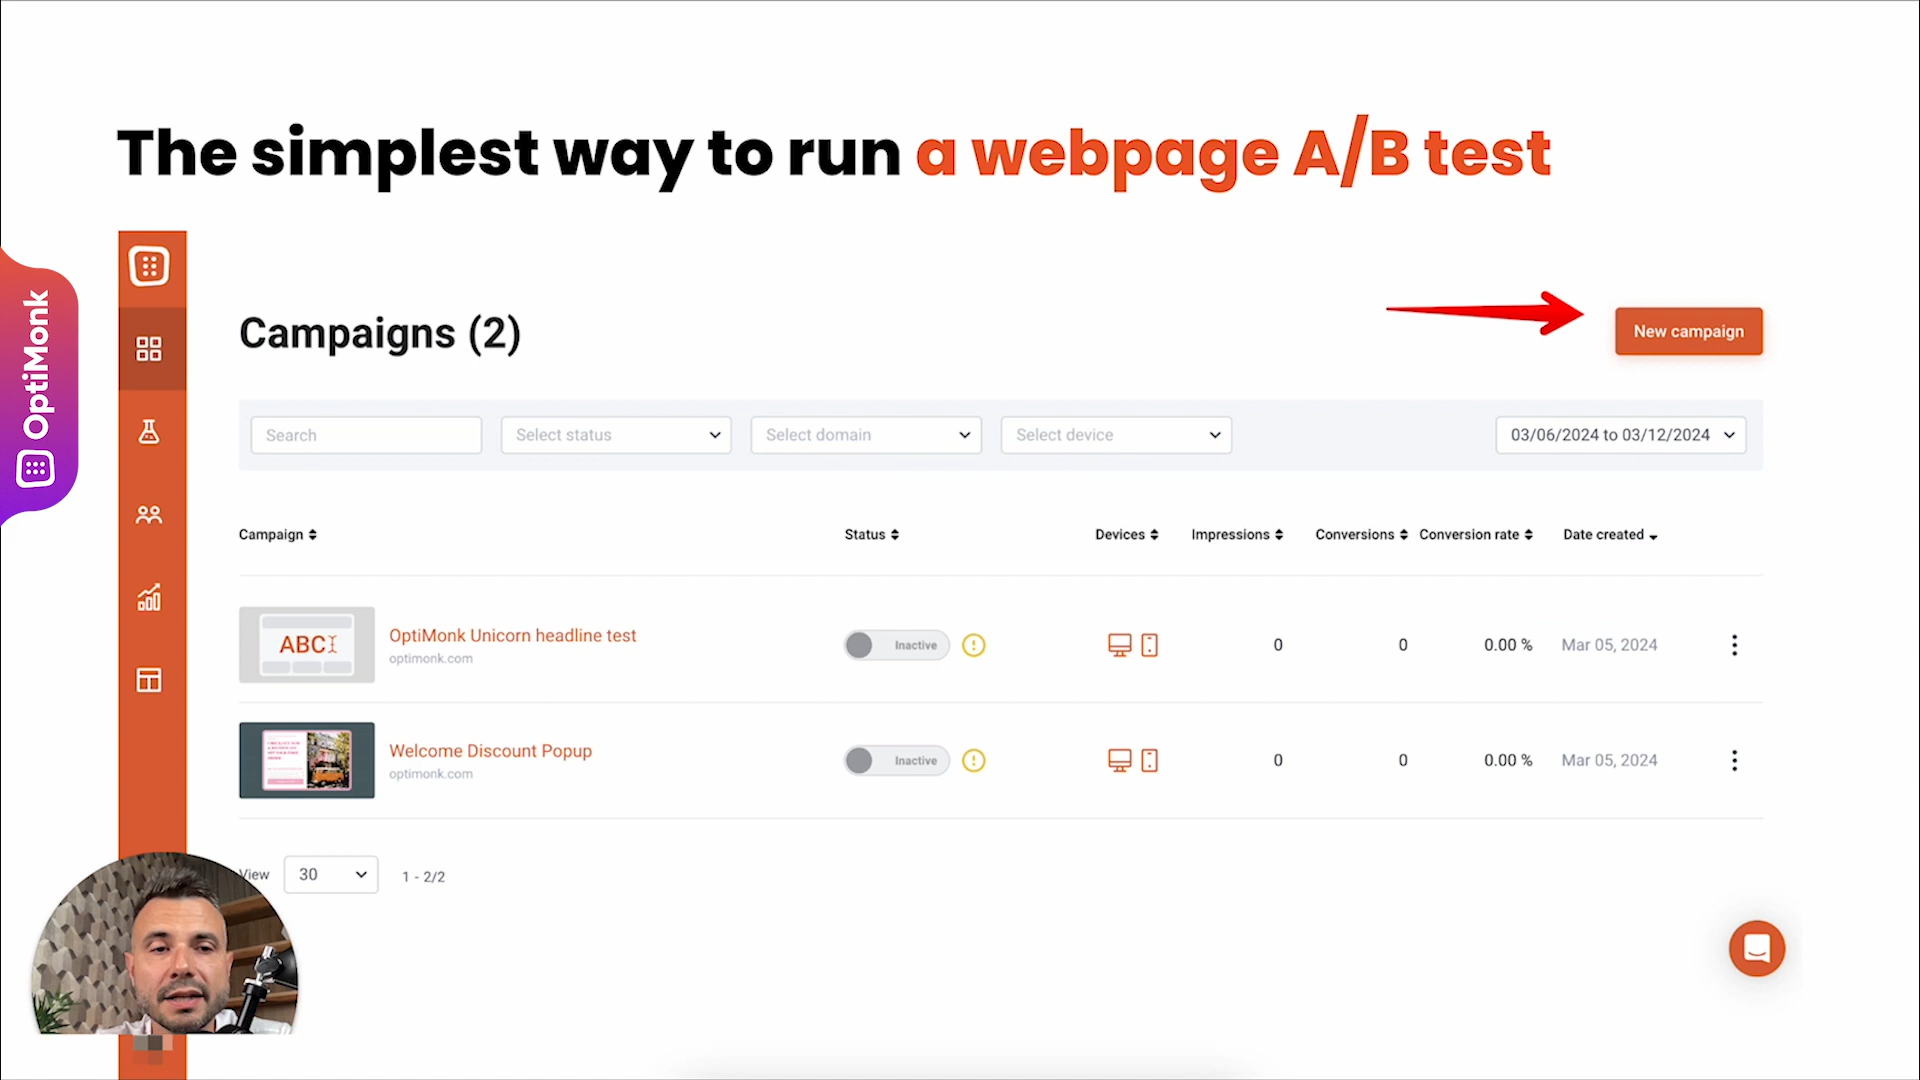 The simplest way to run a webpage A/B test
OptiMonk
Campaigns (2)
New campaign
Search
Select status
Select domain
Select device
03/06/2024 to 03/12/2024
Campaign
Status
Devices
Impressions
Conversions
Conversion rate
Date created
ABC
OptiMonk Unicorn headline test
optimonk.com
Inactive
0
0
0.00 %
Mar 05, 2024
Welcome Discount Popup
optimonk.com
Inactive
0
0
0.00 %
Mar 05, 2024
View
30
1 - 2/2